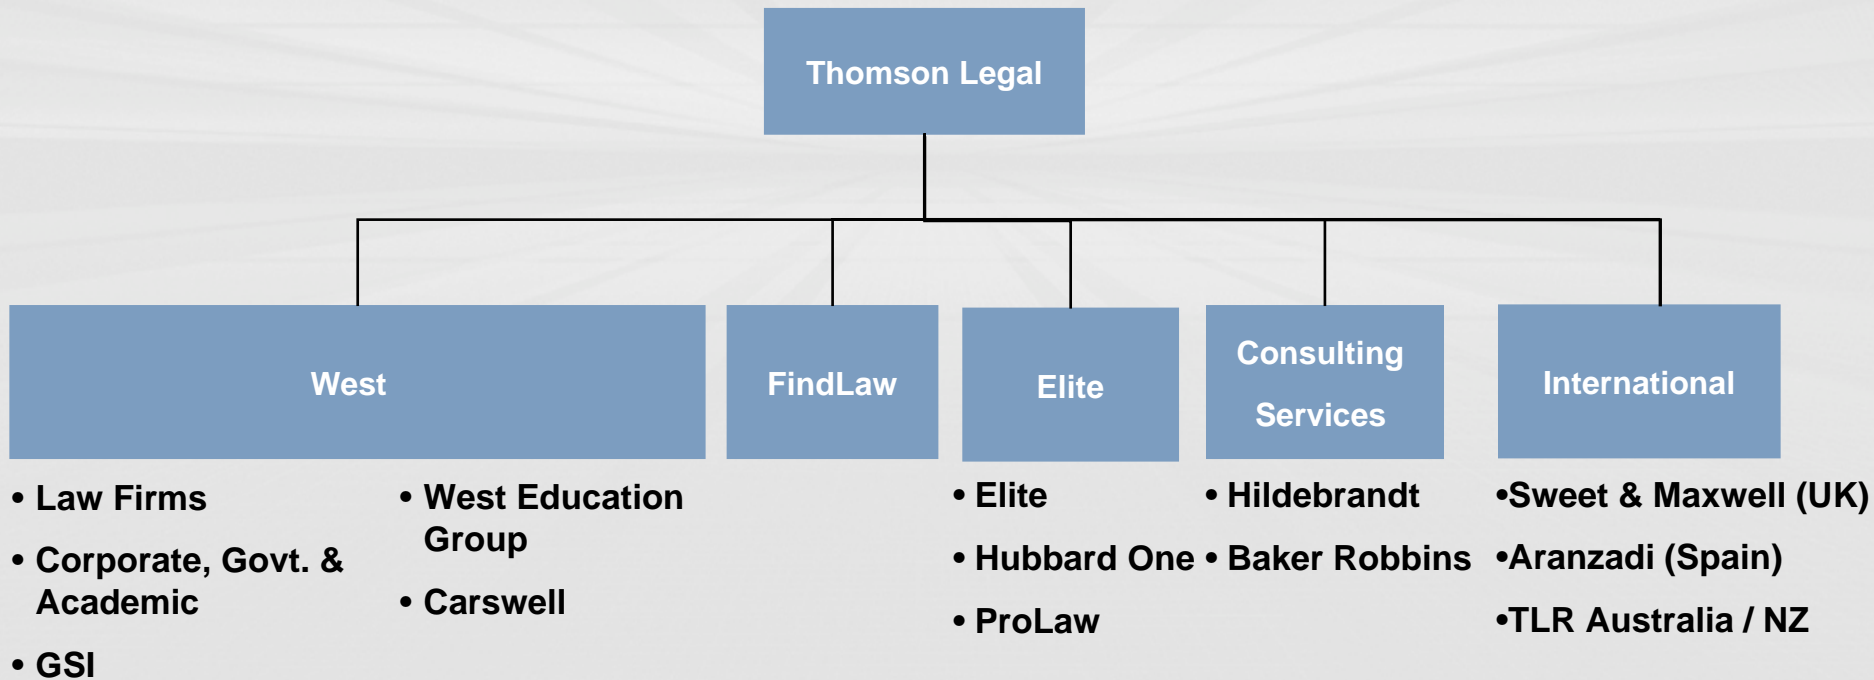 Thomson Legal
West
FindLaw
Elite
Consulting
Services
International
• Law Firms
• Corporate, Govt. &
Academic
• GSI
• West Education
Group
• Carswell
• Elite
• Hubbard One
• ProLaw
• Hildebrandt
• Baker Robbins
•Sweet & Maxwell (UK)
•Aranzadi (Spain)
•TLR Australia / NZ